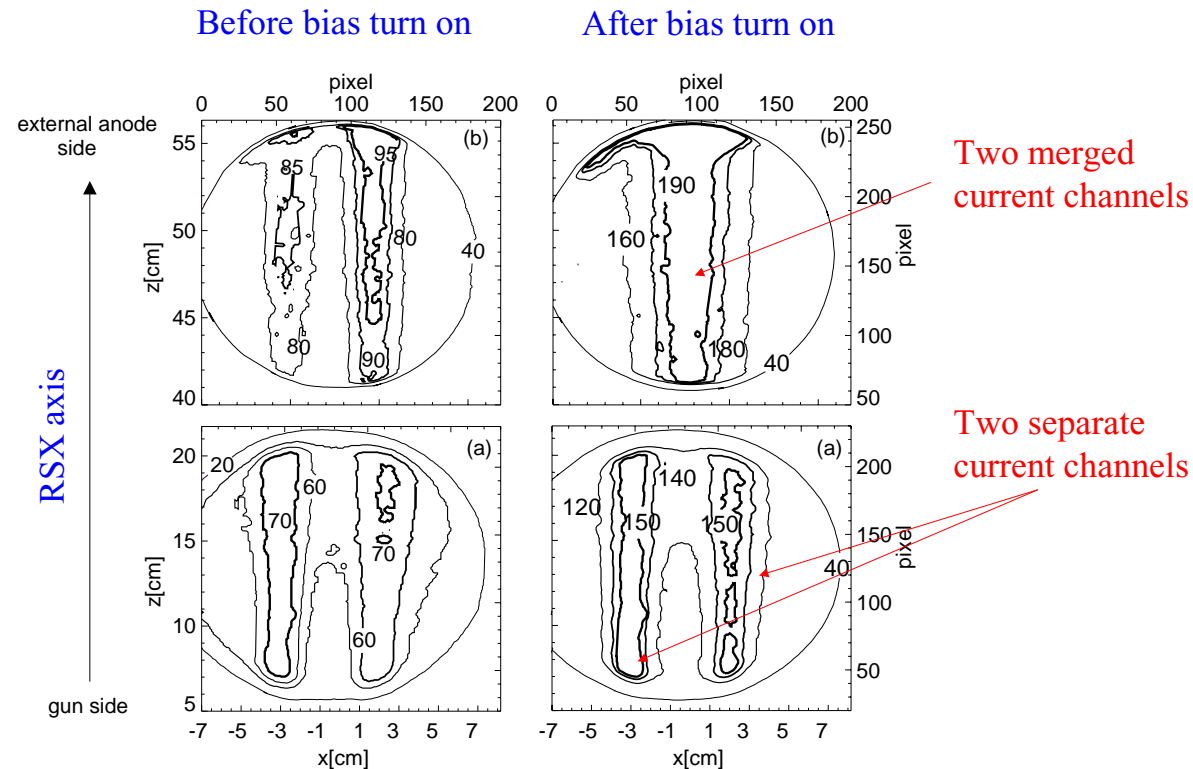 Before bias turn on
After bias turn on
pixel
0 50 100 150 200
pixel
0 50 100 150 200
external anode
side
RSX axis
gun side
z[cm]
55
50
45
40
(b)
85
95
80
40
80
90
(b)
190
160
180
40
250
200
150
100
50
pixel
Two merged
current channels
z[cm]
20
15
10
5
(a)
20
60
70
70
60
(a)
120
140
150
150
40
200
150
100
50
pixel
Two separate
current channels
-7 -5 -3 -1 1 3 5 7
x[cm]
-7 -5 -3 -1 1 3 5 7
x[cm]